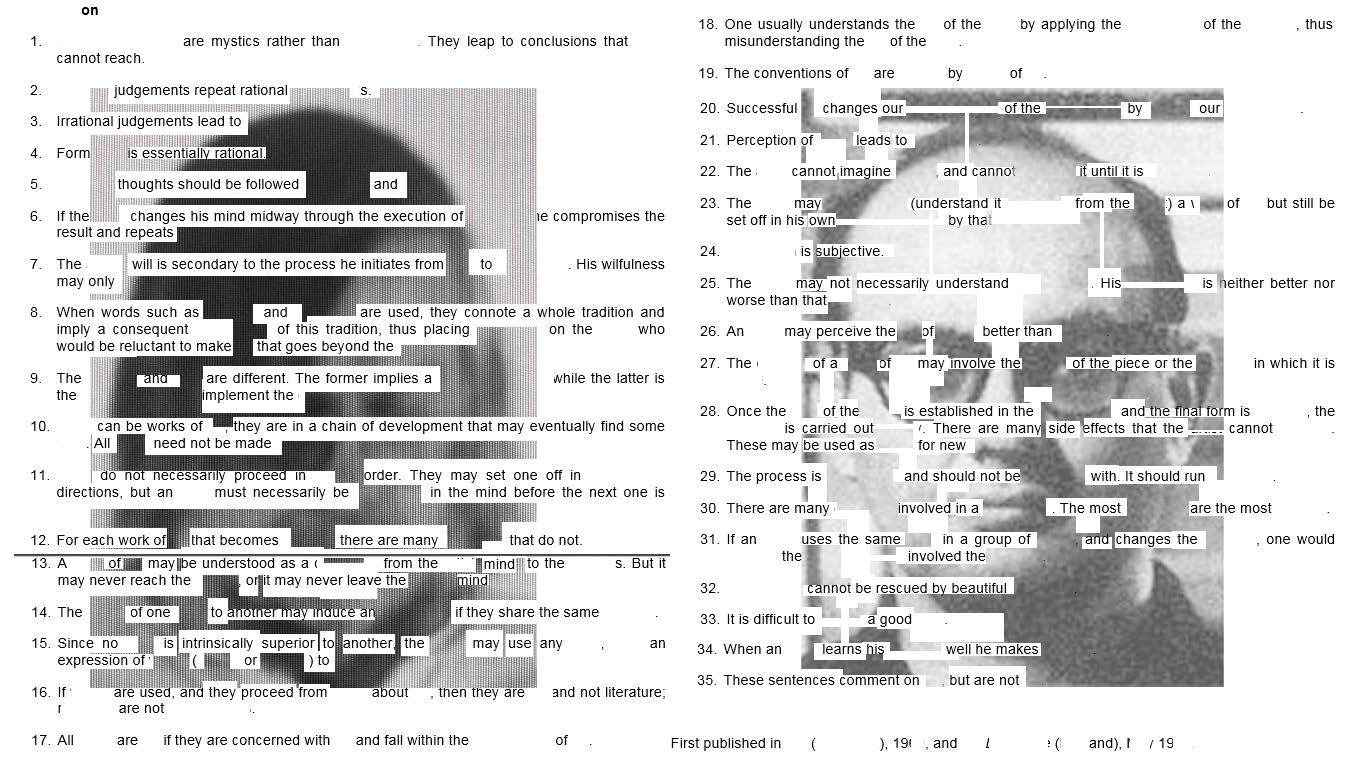 on
1. are mystics rather than . They leap to conclusions that
cannot reach.
2. judgements repeat rational s.
3. Irrational judgements lead to
4. Form is essentially rational.
5. thoughts should be followed and
6. If the changes his mind midway through the execution of he compromises the
result and repeats
7. The will is secondary to the process he initiates from to . His wilfulness
may only
8. When words such as and are used, they connote a whole tradition and
imply a consequent of this tradition, thus placing on the who
would be reluctant to make that goes beyond the
9. The and are different. The former implies a while the latter is
the implement the
10. can be works of , they are in a chain of development that may eventually find some
. All need not be made
11. do not necessarily proceed in order. They may set one off in
directions, but an must necessarily be in the mind before the next one is
12. For each work of that becomes there are many that do not.
13. A of may be understood as a from the mind to the s. But it
may never reach the , or it may never leave the mind
14. The of one to another may induce an if they share the same .
15. Since no is intrinsically superior to another, the may use any , an
expression of ( or ) to
16. If are used, and they proceed from about , then they are and not literature;
are not .
17. All are if they are concerned with and fall within the of .
18. One usually understands the of the by applying the of the , thus
misunderstanding the of the .
19. The conventions of are by of .
20. Successful changes our of the by our .
21. Perception of leads to
22. The cannot imagine , and cannot it until it is
23. The may (understand it from the ) a of but still be
set off in his own by that
24. is subjective.
25. The may not necessarily understand . His is neither better nor
worse than that
26. An may perceive the of better than
27. The of a of may involve the of the piece or the in which it is
.
28. Once the of the is established in the and the final form is , the
is carried out . There are many side effects that the artist cannot .
These may be used as for new
29. The process is and should not be with. It should run .
30. There are many involved in a . The most are the most .
31. If an uses the same in a group of , and changes the , one would
the involved the
32. cannot be rescued by beautiful
33. It is difficult to a good .
34. When an learns his well he makes
35. These sentences comment on , but are not .
First published in ( ), 196 , and ( and), / 19